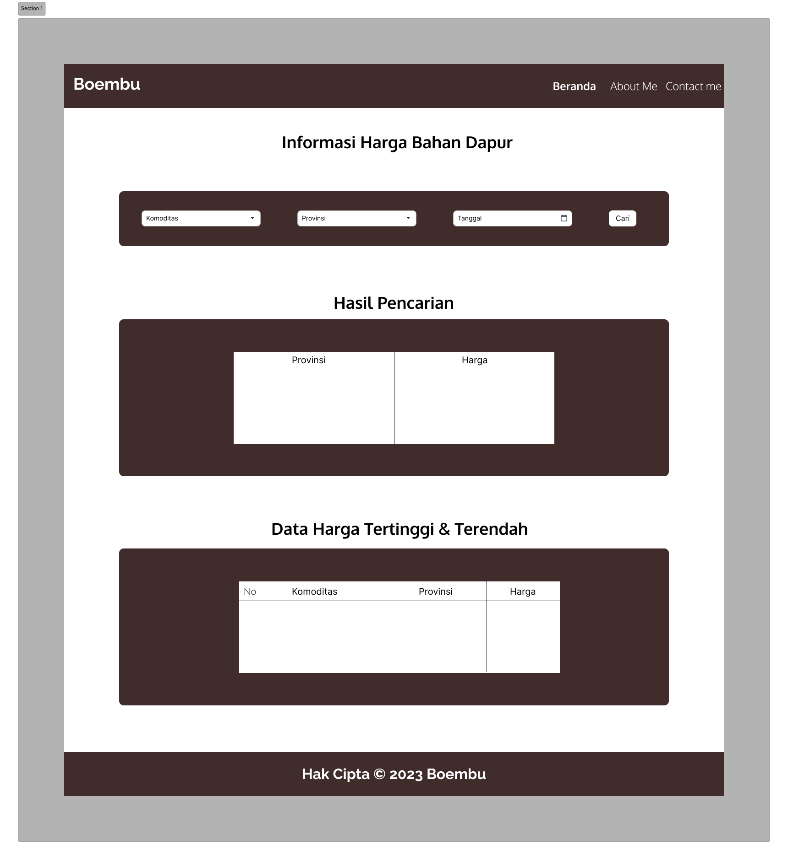 Section 1
Boembu
Beranda About Me Contact me
Informasi Harga Bahan Dapur
Komoditas Provinsi Tanggal Cari
Hasil Pencarian
Provinsi Harga
Data Harga Tertinggi & Terendah
No Komoditas Provinsi Harga
Hak Cipta © 2023 Boembu